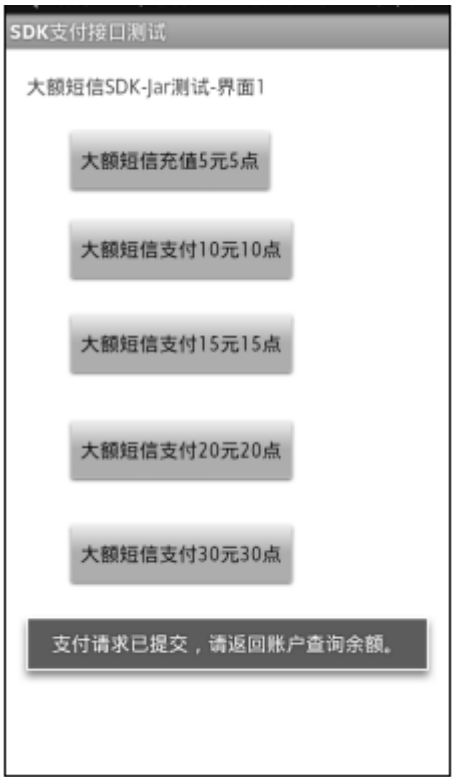 SDK支付接口测试
大额短信SDK-Jar测试-界面1
大额短信充值5元5点
大额短信支付10元10点
大额短信支付15元15点
大额短信支付20元20点
大额短信支付30元30点
支付请求已提交，请返回账户查询余额。